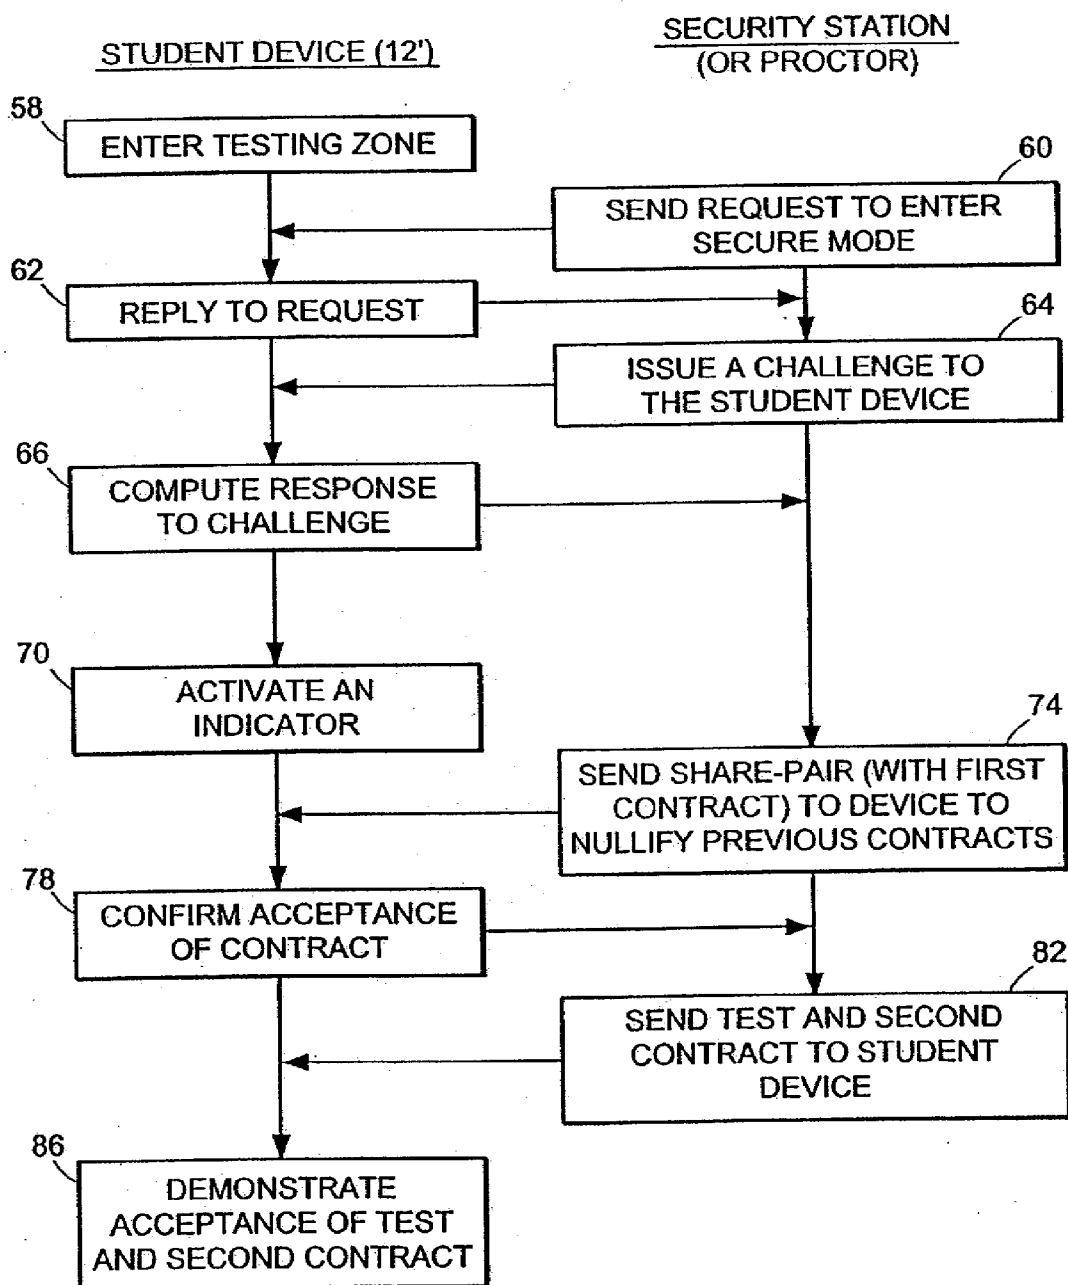 STUDENT DEVICE (12')
SECURITY STATION
(OR PROCTOR)
58
ENTER TESTING ZONE
60
SEND REQUEST TO ENTER
SECURE MODE
62
REPLY TO REQUEST
64
ISSUE A CHALLENGE TO
THE STUDENT DEVICE
66
COMPUTE RESPONSE
TO CHALLENGE
70
ACTIVATE AN
INDICATOR
74
SEND SHARE-PAIR (WITH FIRST
CONTRACT) TO DEVICE TO
NULLIFY PREVIOUS CONTRACTS
78
CONFIRM ACCEPTANCE
OF CONTRACT
82
SEND TEST AND SECOND
CONTRACT TO STUDENT
DEVICE
86
DEMONSTRATE
ACCEPTANCE OF TEST
AND SECOND CONTRACT